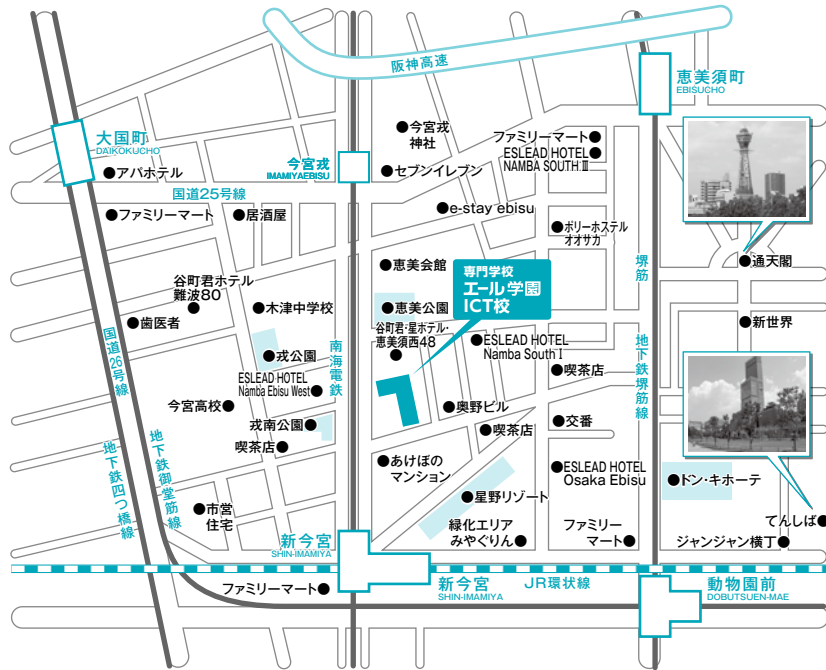 阪神高速
恵美須町
EBISUCHO
大国町
DAIKOKUCHO
今宮戎
IMAMIYAEBISU
今宮戎
神社
ファミリーマート
ESLEAD HOTEL
NAMBA SOUTH Ⅲ
アパホテル
セブンイレブン
国道25号線
ファミリーマート
居酒屋
e-stay ebisu
ポリーホステル
オオサカ
堺筋
通天閣
恵美会館
専門学校
エール学園
ICT校
谷町君ホテル
難波80
木津中学校
恵美公園
歯医者
谷町君・星ホテル・
恵美須西48
新世界
国道26号線
南海電鉄
戎公園
ESLEAD HOTEL
Namba South Ⅰ
地下鉄堺筋線
ESLEAD HOTEL
Namba Ebisu West
喫茶店
今宮高校
奥野ビル
戎南公園
喫茶店
交番
喫茶店
地下鉄四つ橋線
地下鉄御堂筋線
あけぼの
マンション
ESLEAD HOTEL
Osaka Ebisu
ドン・キホーテ
星野リゾート
市営
住宅
てんしば
緑化エリア
みやぐりん
ファミリー
マート
ジャンジャン横丁
新今宮
SHIN-IMAMIYA
ファミリーマート
新今宮
SHIN-IMAMIYA
JR環状線
動物園前
DOBUTSUEN-MAE